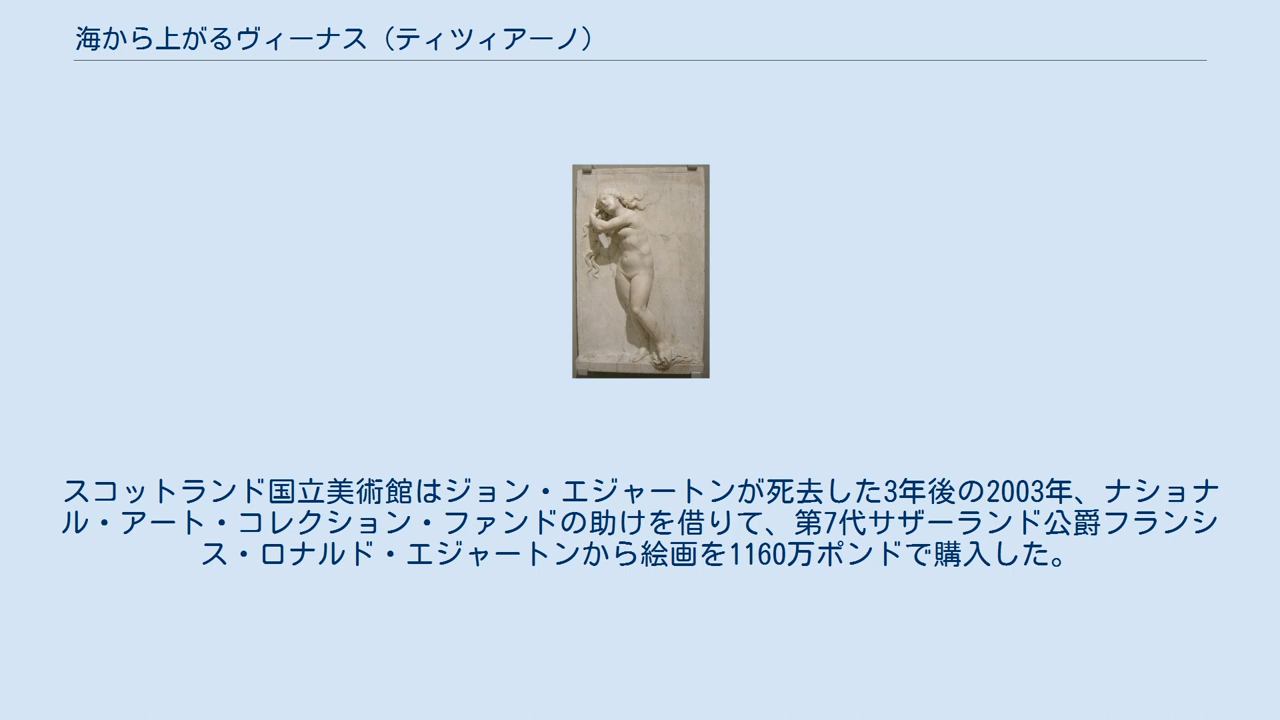 海から上がるヴィーナス（ティツィアーノ）
スコットランド国立美術館はジョン・エジャートンが死去した3年後の2003年、ナショナ
ル・アート・コレクション・ファンドの助けを借りて、第7代サザーランド公爵フランシ
ス・ロナルド・エジャートンから絵画を1160万ポンドで購入した。